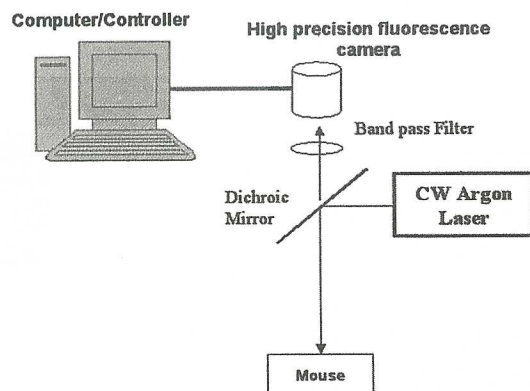 Computer/Controller
High precision fluorescence
camera
Band pass Filter
Dichroic
Mirror
CW Argon
Laser
Mouse